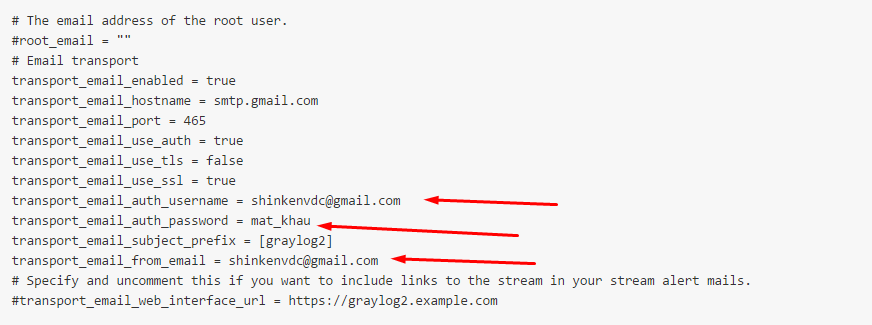 # The email address of the root user.
#root_email = ""
# Email transport
transport_email_enabled = true
transport_email_hostname = smtp.gmail.com
transport_email_port = 465
transport_email_use_auth = true
transport_email_use_tls = false
transport_email_use_ssl = true
transport_email_auth_username = shinkenvdc@gmail.com
transport_email_auth_password = mat_khau
transport_email_subject_prefix = [graylog2]
transport_email_from_email = shinkenvdc@gmail.com
# Specify and uncomment this if you want to include links to the stream in your stream alert mails.
#transport_email_web_interface_url = https://graylog2.example.com